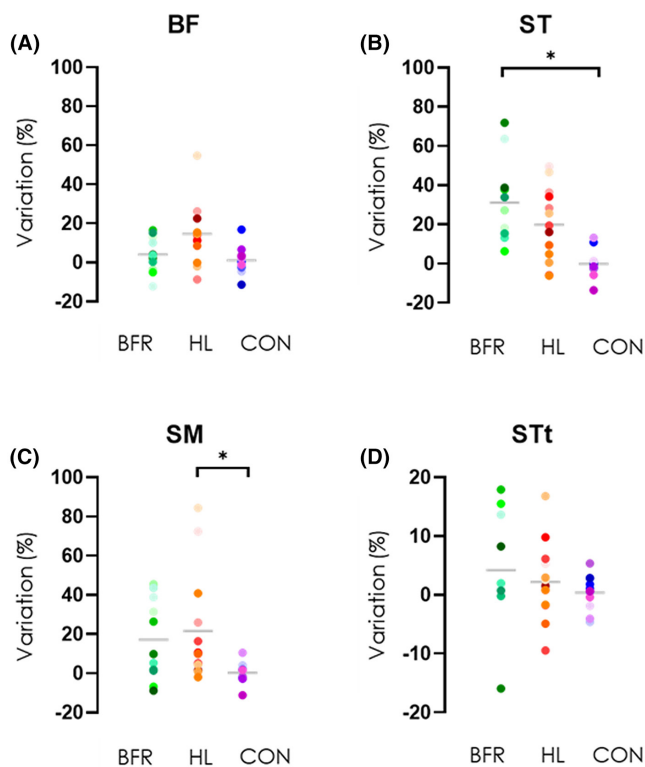 (A) BF
Variation (%)
100
80
60
40
20
0
-20
BFR HL CON
(B) ST
*
Variation (%)
100
80
60
40
20
0
-20
BFR HL CON
(C) SM
*
Variation (%)
100
80
60
40
20
0
-20
BFR HL CON
(D) STt
Variation (%)
20
10
0
-10
-20
BFR HL CON